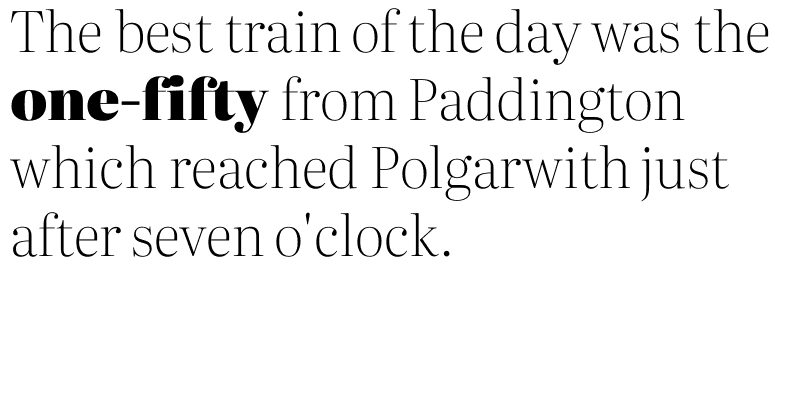 The best train of the day was the
one-fifty from Paddington
which reached Polgarwith just
after seven o'clock.